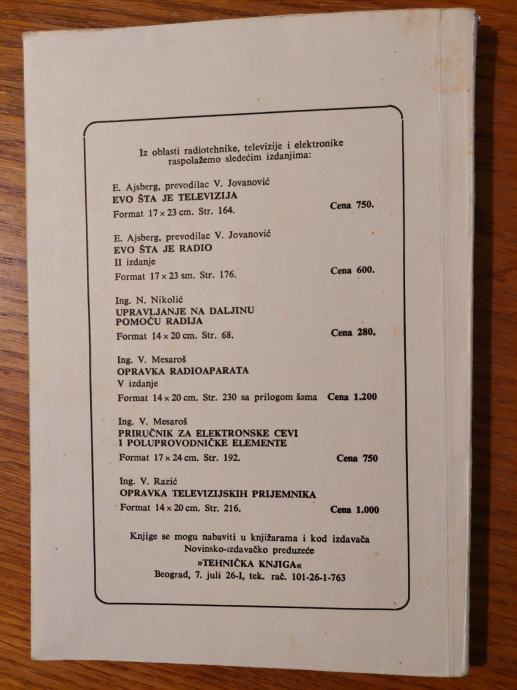 Iz oblasti radiotehnike, televizije i elektronike
raspolažemo sledećim izdanjima:
E. Ajsberg, prevodilac V. Jovanović
EVO ŠTA JE TELEVIZIJA
Format 17 × 23 cm. Str. 164. Cena 750.
E. Ajsberg, prevodilac V. Jovanović
EVO ŠTA JE RADIO
II izdanje
Format 17 × 23 sm. Str. 176. Cena 600.
Ing. N. Nikolić
UPRAVLJANJE NA DALJINU
POMOĆU RADIJA
Format 14 × 20 cm. Str. 68. Cena 280.
Ing. V. Mesaroš
OPRAVKA RADIOAPARATA
V izdanje
Format 14 × 20 cm. Str. 230 sa prilogom šema Cena 1.200
Ing. V. Mesaroš
PRIRUČNIK ZA ELEKTRONSKE CEVI
I POLUPROVODNIČKE ELEMENTE
Format 17 × 24 cm. Str. 192. Cena 750
Ing. V. Razić
OPRAVKA TELEVIZIJSKIH PRIJEMNIKA
Format 14 × 20 cm. Str. 216. Cena 1.000
Knjige se mogu nabaviti u knjižarama i kod izdavača
Novinsko-izdavačko preduzeće
»TEHNIČKA KNJIGA«
Beograd, 7. juli 26-I, tek. rač. 101-26-1-763